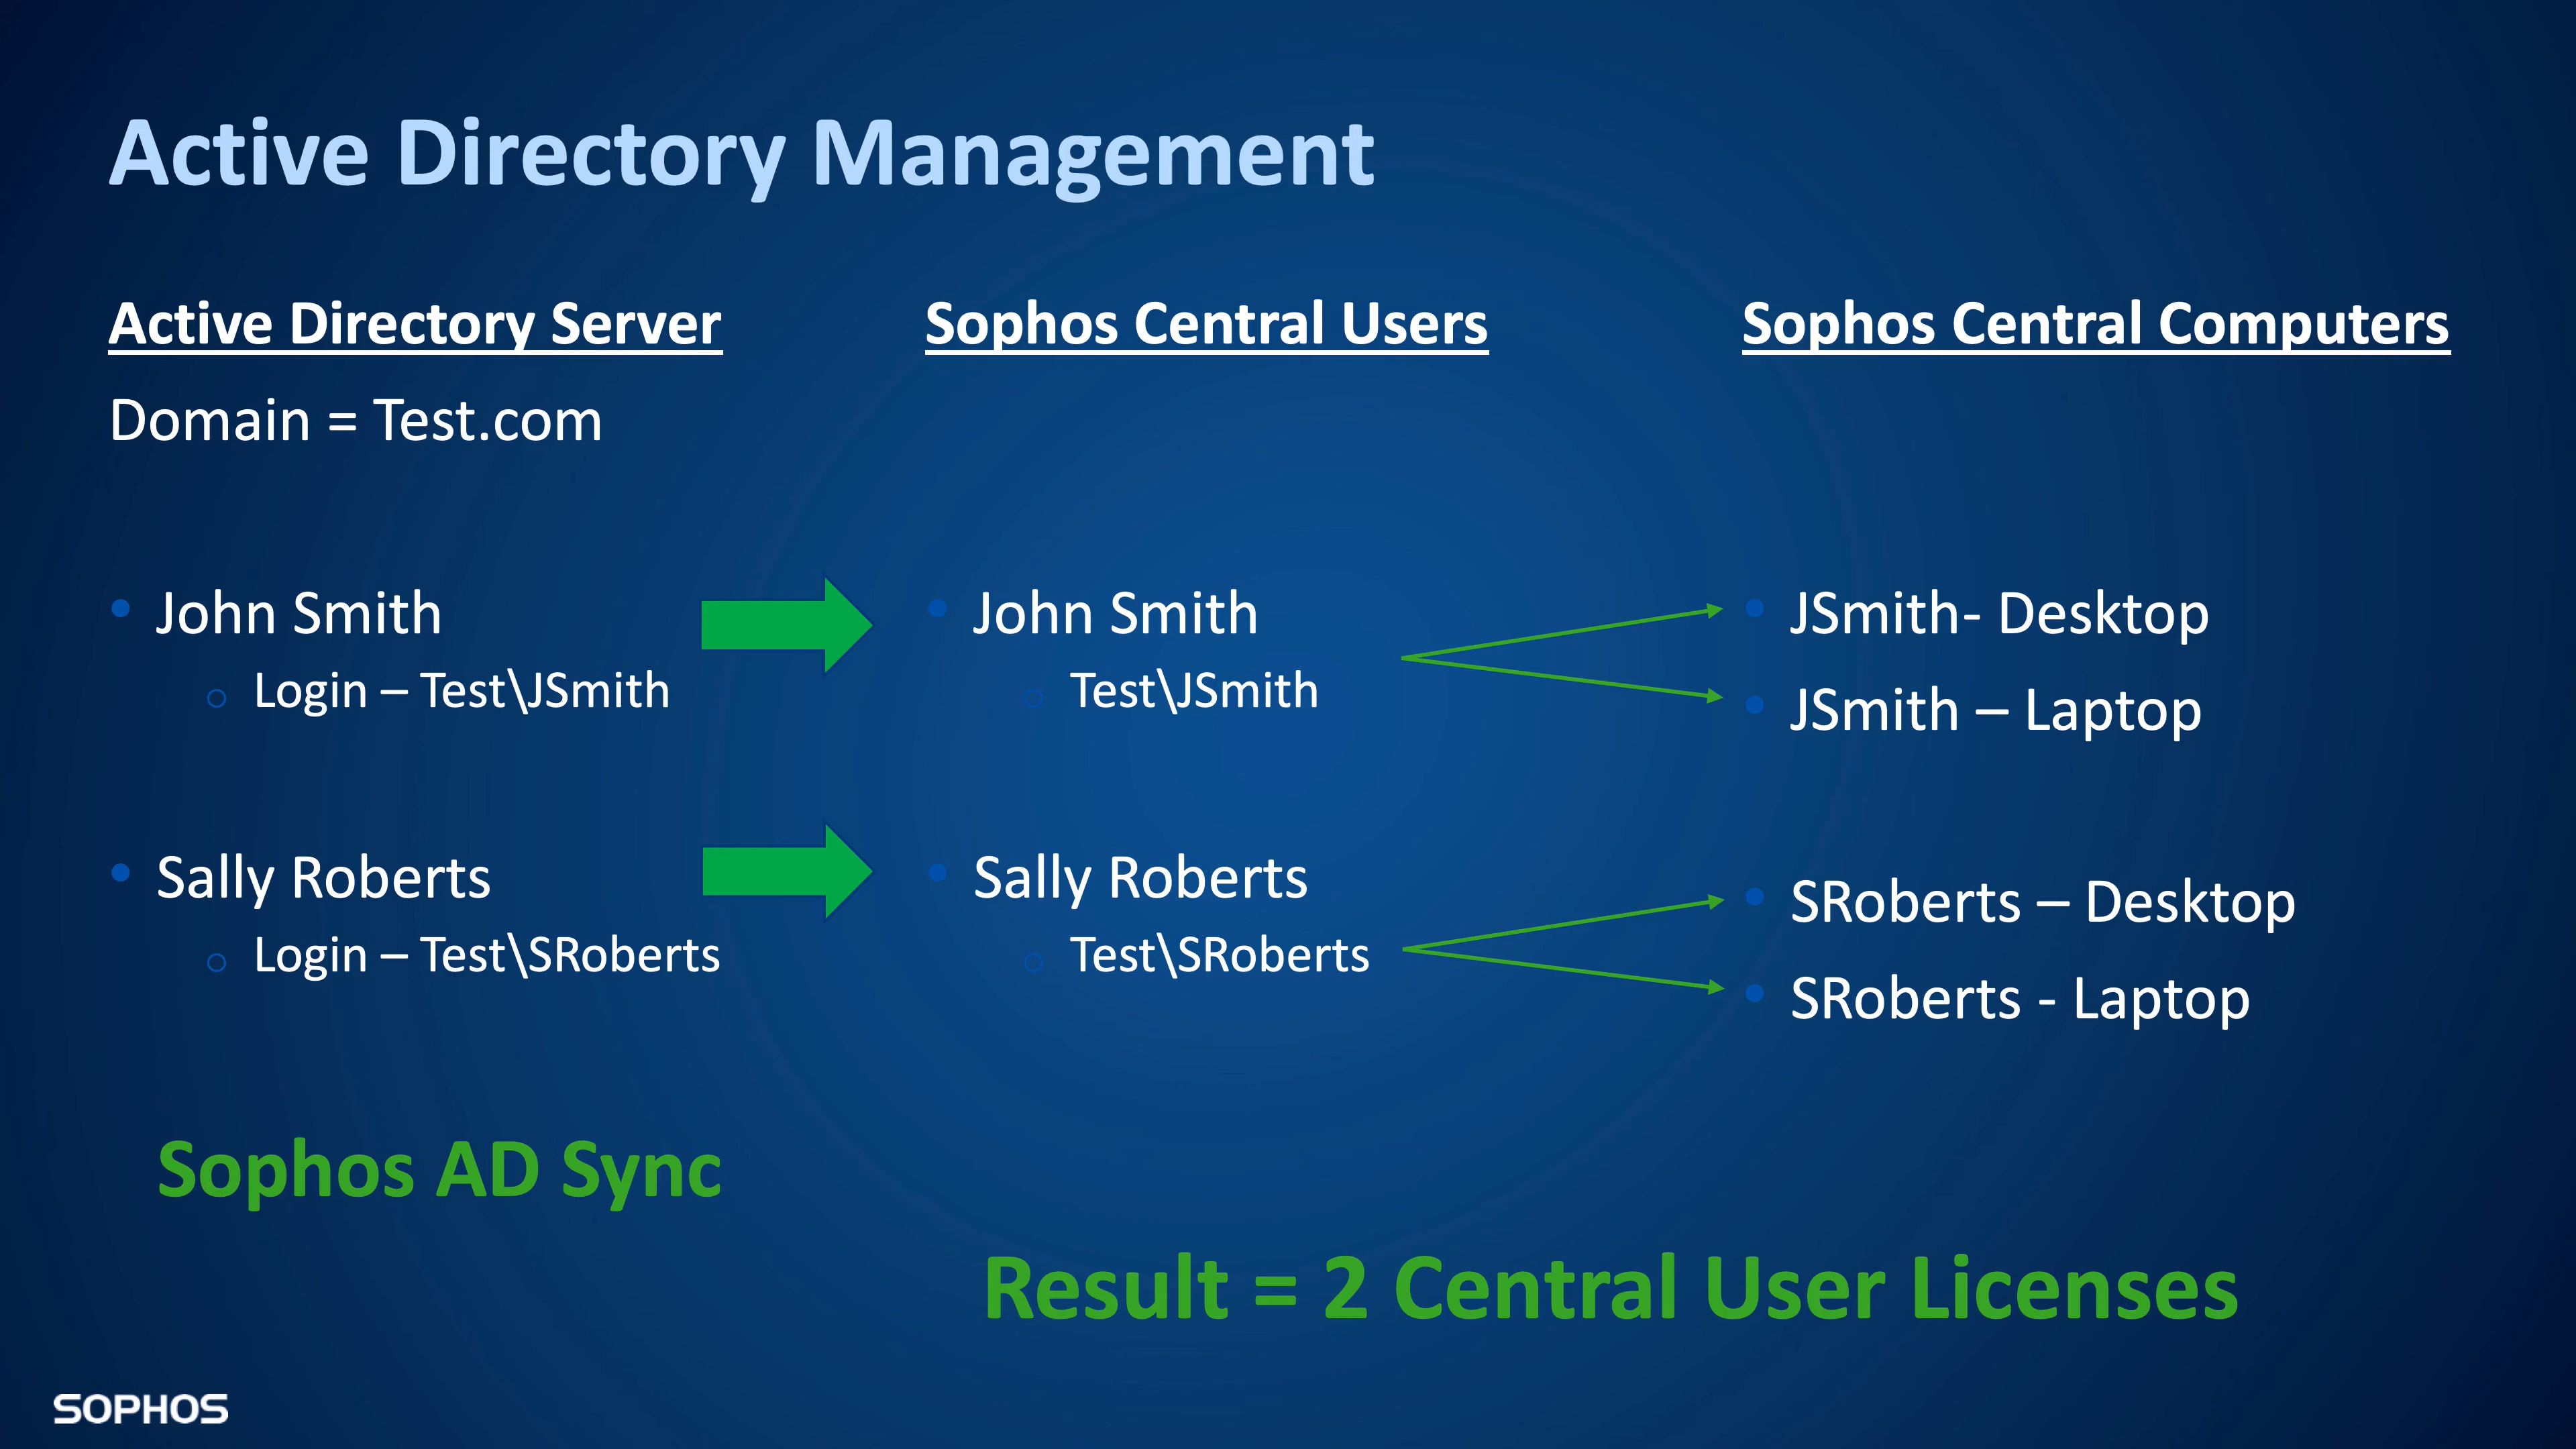 Active Directory Management
Active Directory Server
Domain = Test.com
John Smith
Login – Test\JSmith
Sally Roberts
Login – Test\SRoberts
Sophos AD Sync
Sophos Central Users
John Smith
Test\JSmith
Sally Roberts
Test\SRoberts
Sophos Central Computers
JSmith- Desktop
JSmith – Laptop
SRoberts – Desktop
SRoberts - Laptop
Result = 2 Central User Licenses
SOPHOS